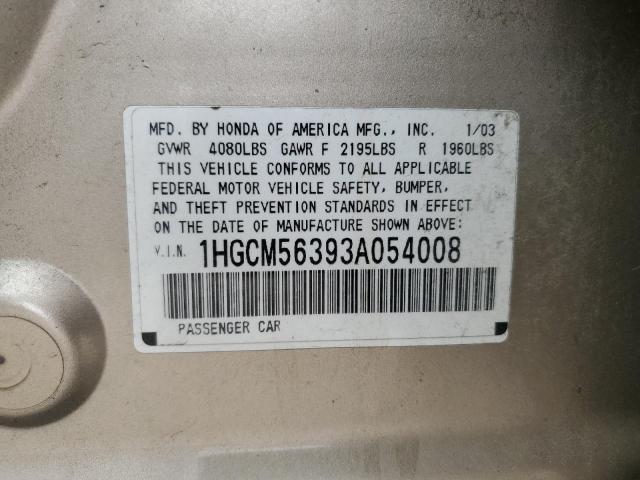 MFD. BY HONDA OF AMERICA MFG., INC. 1/03
GVWR 4080LBS GAWR F 2195LBS R 1960LBS
THIS VEHICLE CONFORMS TO ALL APPLICABLE
FEDERAL MOTOR VEHICLE SAFETY, BUMPER,
AND THEFT PREVENTION STANDARDS IN EFFECT
ON THE DATE OF MANUFACTURE SHOWN ABOVE:
V.I.N. 1HGCM56393A054008
PASSENGER CAR